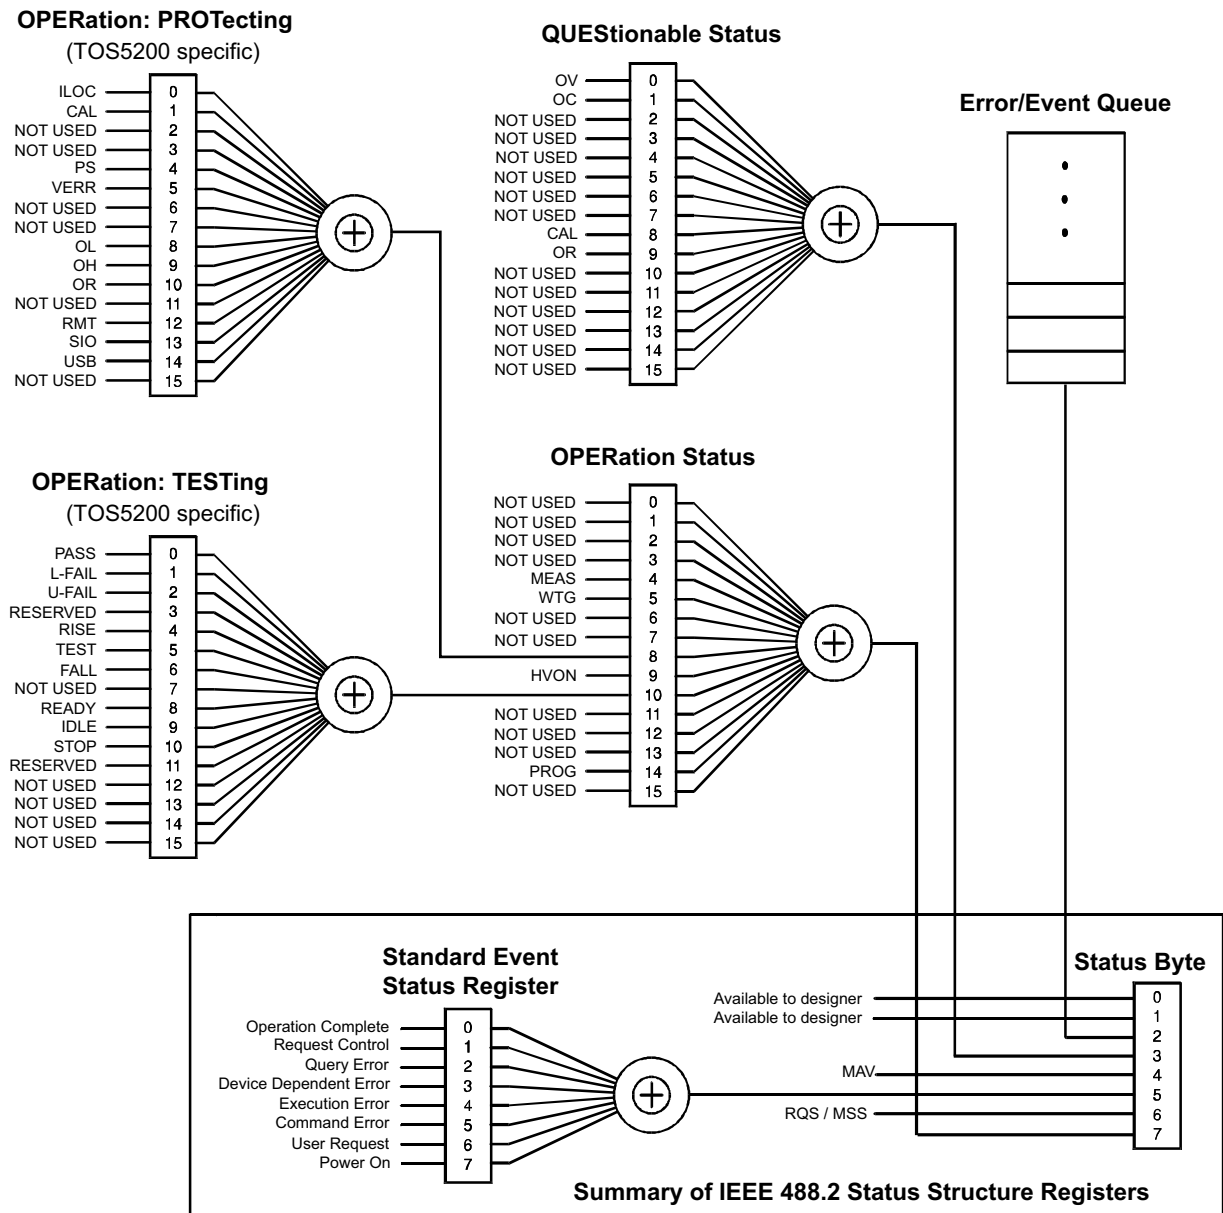 OPERation: PROTecting
(TOS5200 specific)
ILOC 0
CAL 1
NOT USED 2
NOT USED 3
PS 4
VERR 5
NOT USED 6
NOT USED 7
OL 8
OH 9
OR 10
NOT USED 11
RMT 12
SIO 13
USB 14
NOT USED 15
QUEStionable Status
OV 0
OC 1
NOT USED 2
NOT USED 3
NOT USED 4
NOT USED 5
NOT USED 6
NOT USED 7
CAL 8
OR 9
NOT USED 10
NOT USED 11
NOT USED 12
NOT USED 13
NOT USED 14
NOT USED 15
Error/Event Queue
OPERation: TESTing
(TOS5200 specific)
PASS 0
L-FAIL 1
U-FAIL 2
RESERVED 3
RISE 4
TEST 5
FALL 6
NOT USED 7
READY 8
IDLE 9
STOP 10
RESERVED 11
NOT USED 12
NOT USED 13
NOT USED 14
NOT USED 15
OPERation Status
NOT USED 0
NOT USED 1
NOT USED 2
NOT USED 3
MEAS 4
WTG 5
NOT USED 6
NOT USED 7
8
HVON 9
10
NOT USED 11
NOT USED 12
NOT USED 13
PROG 14
NOT USED 15
Standard Event
Status Register
Operation Complete 0
Request Control 1
Query Error 2
Device Dependent Error 3
Execution Error 4
Command Error 5
User Request 6
Power On 7
Status Byte
Available to designer 0
Available to designer 1
2
3
MAV 4
5
RQS / MSS 6
7
Summary of IEEE 488.2 Status Structure Registers